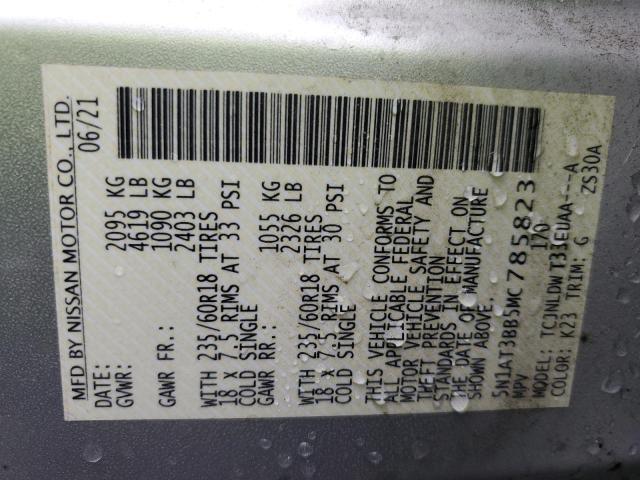 MFD BY NISSAN MOTOR CO., LTD.
DATE: 06/21
GVWR: 2095 KG
4619 LB
GAWR FR.: 1090 KG
2403 LB
WITH 235/60R18 TIRES
18 X 7.5 RIMS AT 33 PSI
COLD SINGLE
GAWR RR.: 1055 KG
2326 LB
WITH 235/60R18 TIRES
18 X 7.5 RIMS AT 30 PSI
COLD SINGLE
THIS VEHICLE CONFORMS TO
ALL APPLICABLE FEDERAL
MOTOR VEHICLE SAFETY AND
THEFT PREVENTION
STANDARDS IN EFFECT ON
THE DATE OF MANUFACTURE
SHOWN ABOVE.
5N1AT3BB5MC785823
MPV 170
MODEL: TCJNLDW T33EUAA---A
COLOR: K23 TRIM: G ZS30A